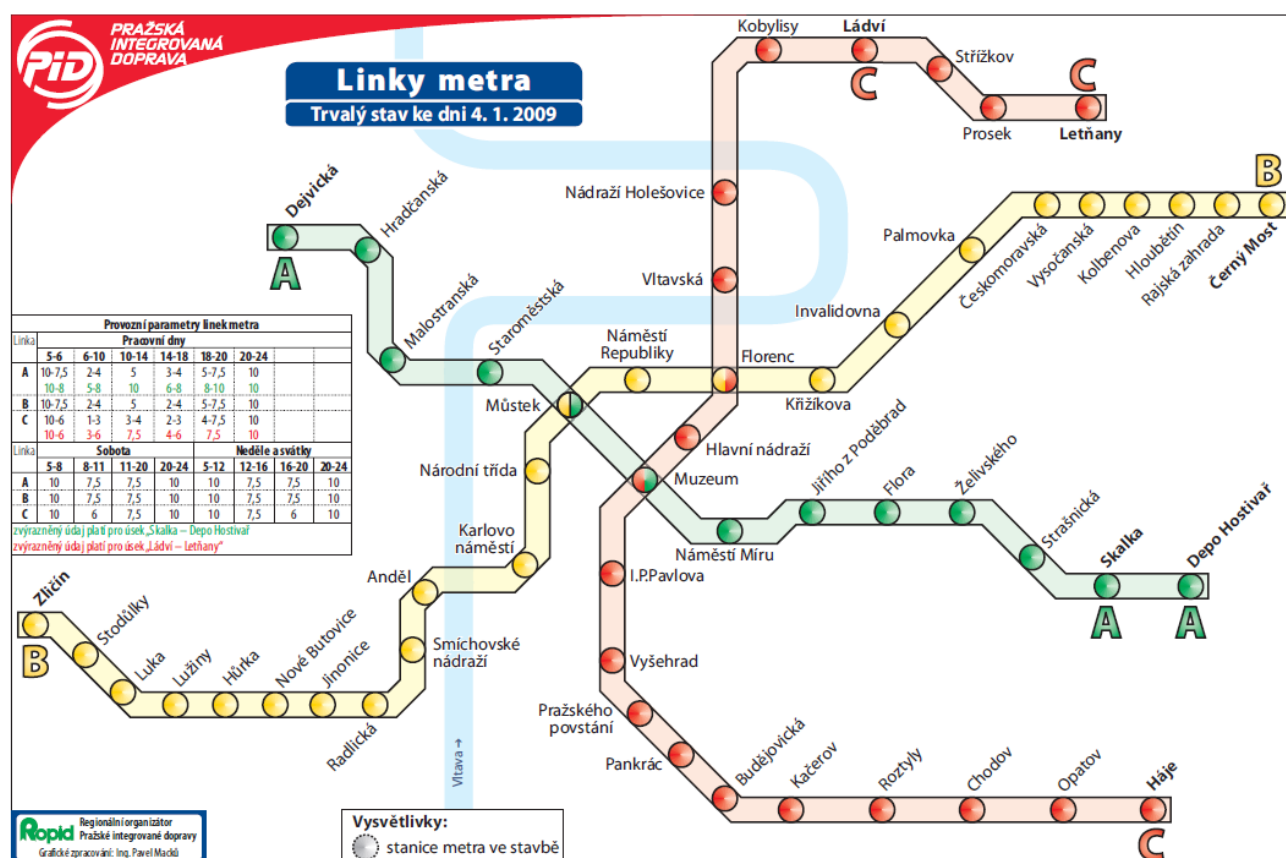 PRAŽSKÁ
INTEGROVANÁ
DOPRAVA
PiD
Linky metra
Trvalý stav ke dni 4. 1. 2009
Kobylisy
Ládví
C
Střížkov
Prosek
C
Letňany
Nádraží Holešovice
Vltavská
Dejvická
A
Hradčanská
Malostranská
Staroměstská
Můstek
Náměstí
Republiky
Florenc
Křižíkova
Invalidovna
Palmovka
Českomoravská
Vysočanská
Kolbenova
Hloubětín
Rajská zahrada
B
Černý Most
Provozní parametry linek metra
Linka Pracovní dny
5-6 6-10 10-14 14-18 18-20 20-24
A 10-7,5 2-4 5 3-4 5-7,5 10
10-8 5-8 10 6-8 8-10 10
B 10-7,5 2-4 5 2-4 5-7,5 10
C 10-6 1-3 3-4 2-3 4-7,5 10
10-6 3-6 7,5 4-6 7,5 10
Linka Sobota Neděle a svátky
5-8 8-11 11-20 20-24 5-12 12-16 16-20 20-24
A 10 7,5 7,5 10 10 7,5 7,5 10
B 10 7,5 7,5 10 10 7,5 7,5 10
C 10 6 7,5 10 10 7,5 6 10
zvýrazněný údaj platí pro úsek „Skalka – Depo Hostivař
zvýrazněný údaj platí pro úsek „Ládví – Letňany"
Hlavní nádraží
Muzeum
Národní třída
Karlovo
náměstí
Anděl
Smíchovské
nádraží
Náměstí Míru
Jiřího z Poděbrad
Flora
Želivského
Strašnická
Skalka
A
Depo Hostivař
A
I.P.Pavlova
Vyšehrad
Pražského
povstání
Pankrác
Budějovická
Kačerov
Roztyly
Chodov
Opatov
Háje
C
Zličín
B
Stodůlky
Luka
Lužiny
Hůrka
Nové Butovice
Jinonice
Radlická
Vltava →
Ropid
Regionální organizátor
Pražské integrované dopravy
Grafické zpracování: Ing. Pavel Macků
Vysvětlivky:
stanice metra ve stavbě